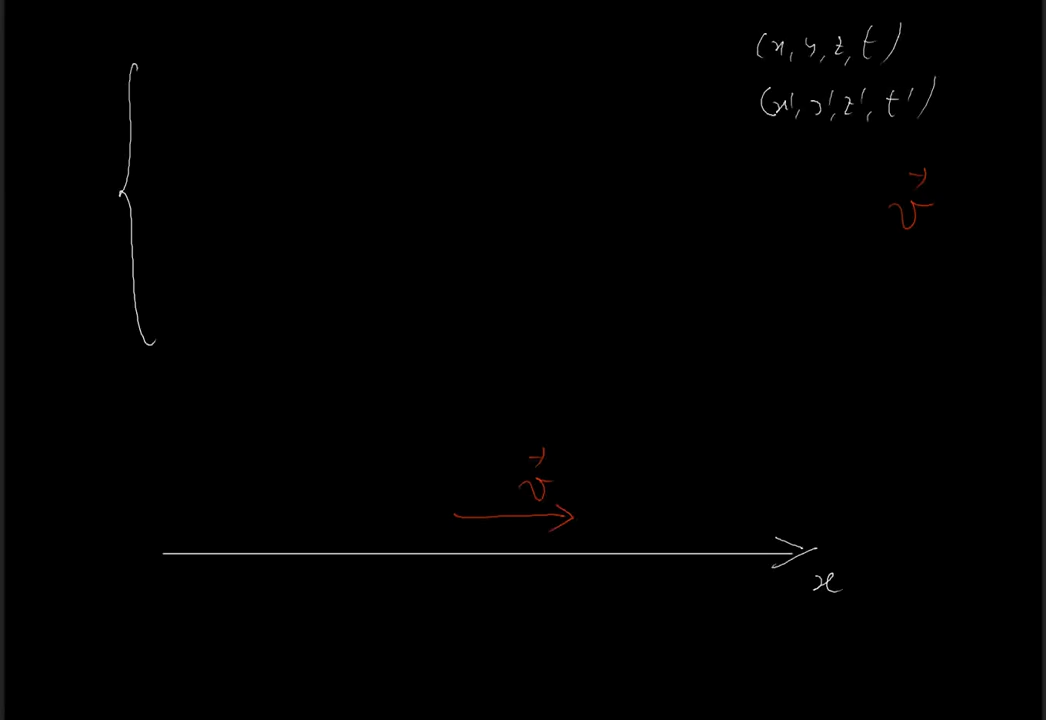 (x, y, z, t)
(x', y', z', t')
v⃗
v⃗
x